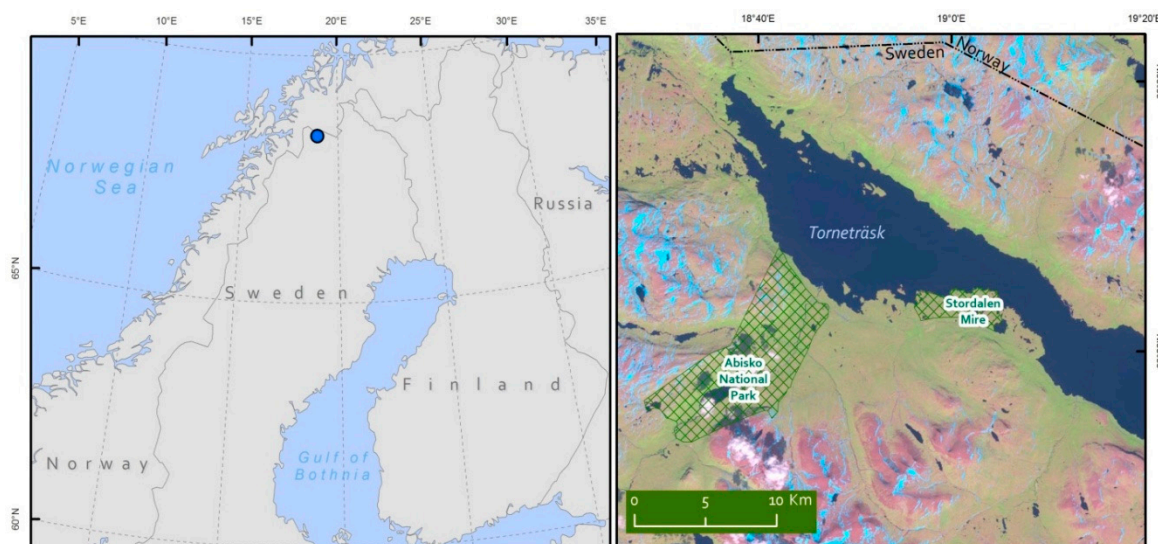 5°E 10°E 15°E 20°E 25°E 30°E 35°E
65°N
60°N
Norwegian
Sea
Russia
Sweden
Finland
Norway
Gulf of
Bothnia
18°40'E 19°0'E 19°20'E
Norway
Sweden
Torneträsk
Stordalen
Mire
Abisko
National
Park
0 5 10 Km